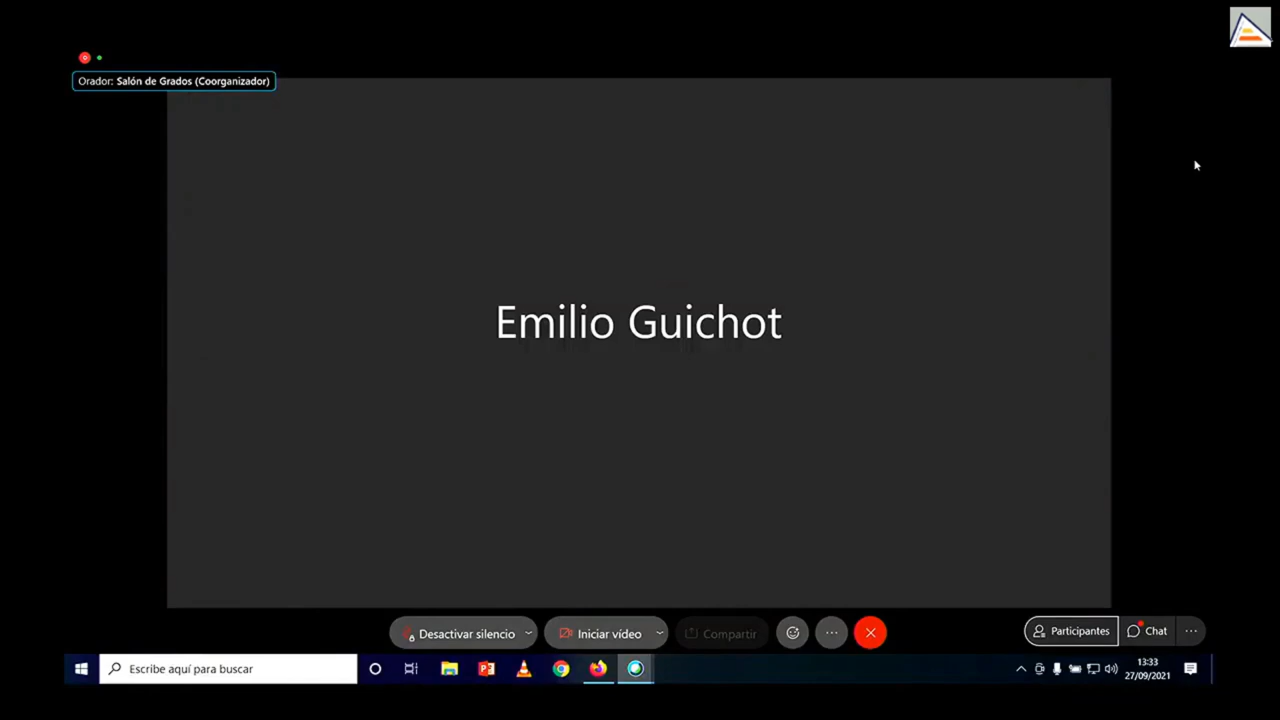 Orador: Salón de Grados (Coorganizador)
Emilio Guichot
Desactivar silencio
Iniciar vídeo
Compartir
Participantes
Chat
Escribe aquí para buscar
13:33
27/09/2021